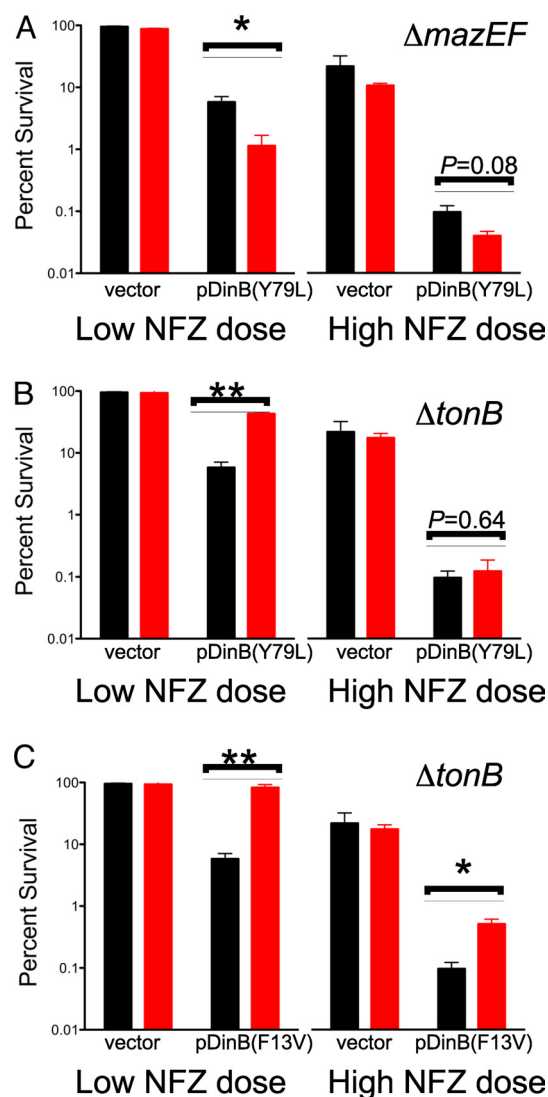 A
ΔmazEF
Percent Survival
100
10
1
0.1
0.01
*
P=0.08
vector
pDinB(Y79L)
vector
pDinB(Y79L)
Low NFZ dose
High NFZ dose
B
ΔtonB
Percent Survival
100
10
1
0.1
0.01
**
P=0.64
vector
pDinB(Y79L)
vector
pDinB(Y79L)
Low NFZ dose
High NFZ dose
C
ΔtonB
Percent Survival
100
10
1
0.1
0.01
**
*
vector
pDinB(F13V)
vector
pDinB(F13V)
Low NFZ dose
High NFZ dose